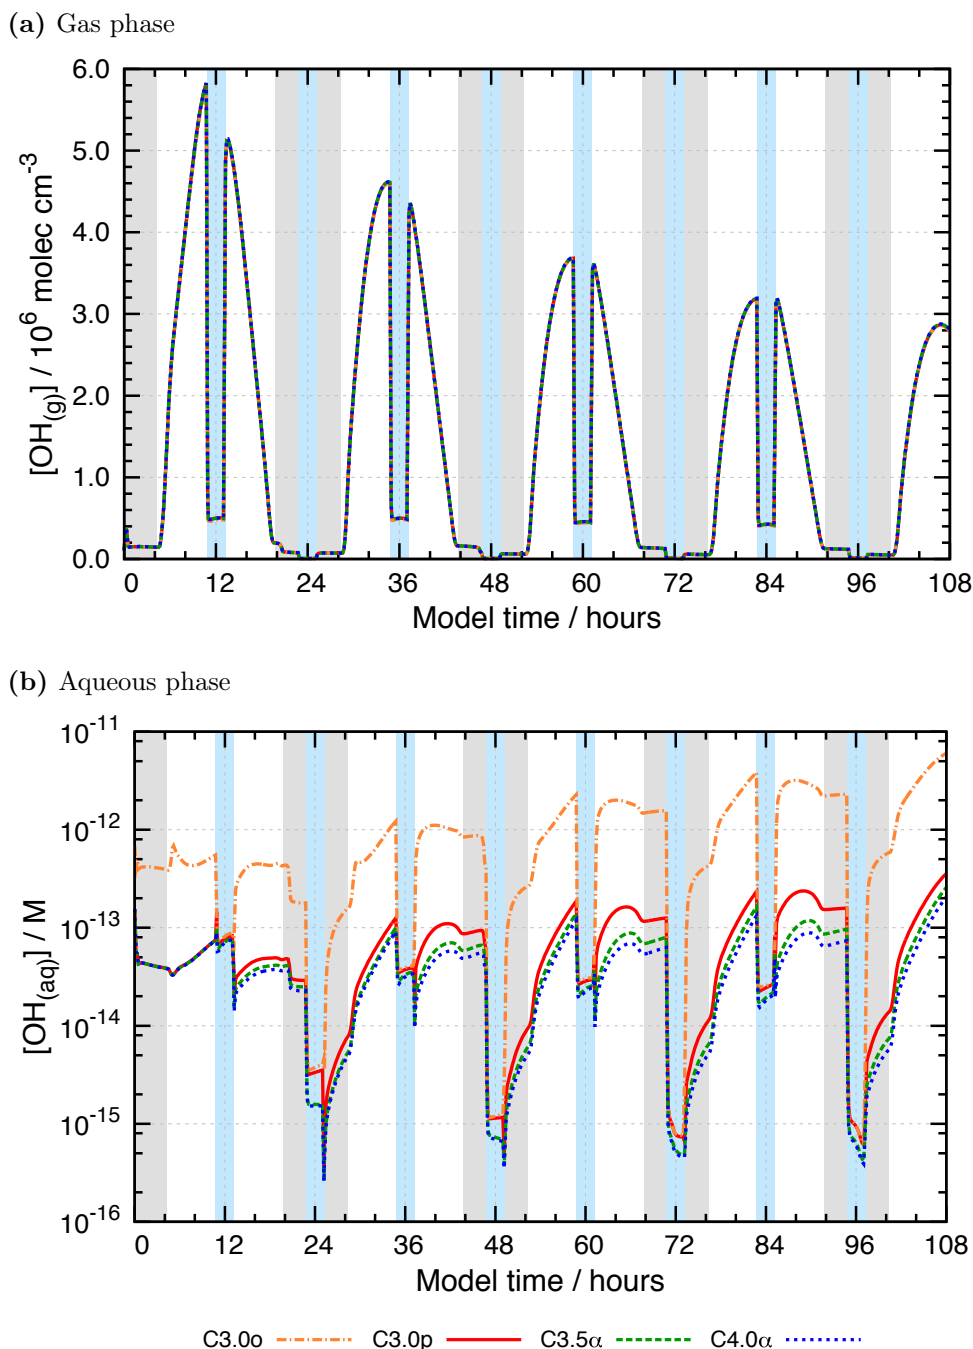 (a) Gas phase
6.0
5.0
4.0
3.0
2.0
1.0
0.0
[OH(g)] / 10^6 molec cm^-3
0 12 24 36 48 60 72 84 96 108
Model time / hours
(b) Aqueous phase
10^-11
10^-12
10^-13
10^-14
10^-15
10^-16
[OH(aq)] / M
0 12 24 36 48 60 72 84 96 108
Model time / hours
C3.0o C3.0p C3.5α C4.0α